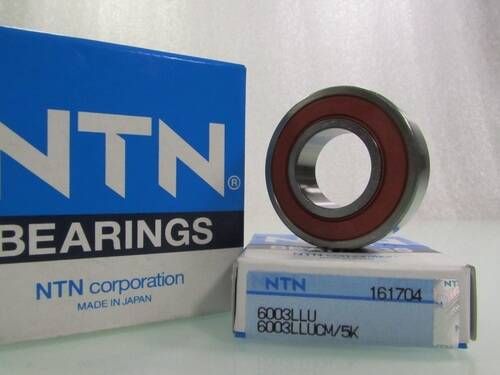 NTN®
BEARINGS
NTN corporation
MADE IN JAPAN
NTN 161704
6003LLU
6003LLUCM/5K